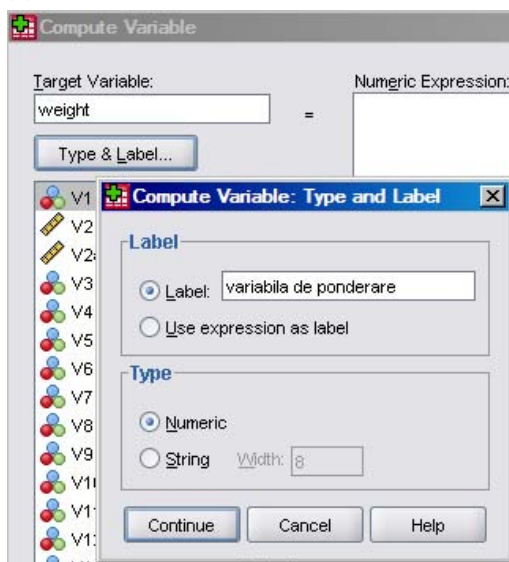 Compute Variable
Target Variable:
Numeric Expression:
weight
=
Type & Label...
V1
V2
V3
V4
V5
V6
V7
V8
V9
Compute Variable: Type and Label
Label
Label: variabila de ponderare
Use expression as label
Type
Numeric
String Width: 8
Continue Cancel Help